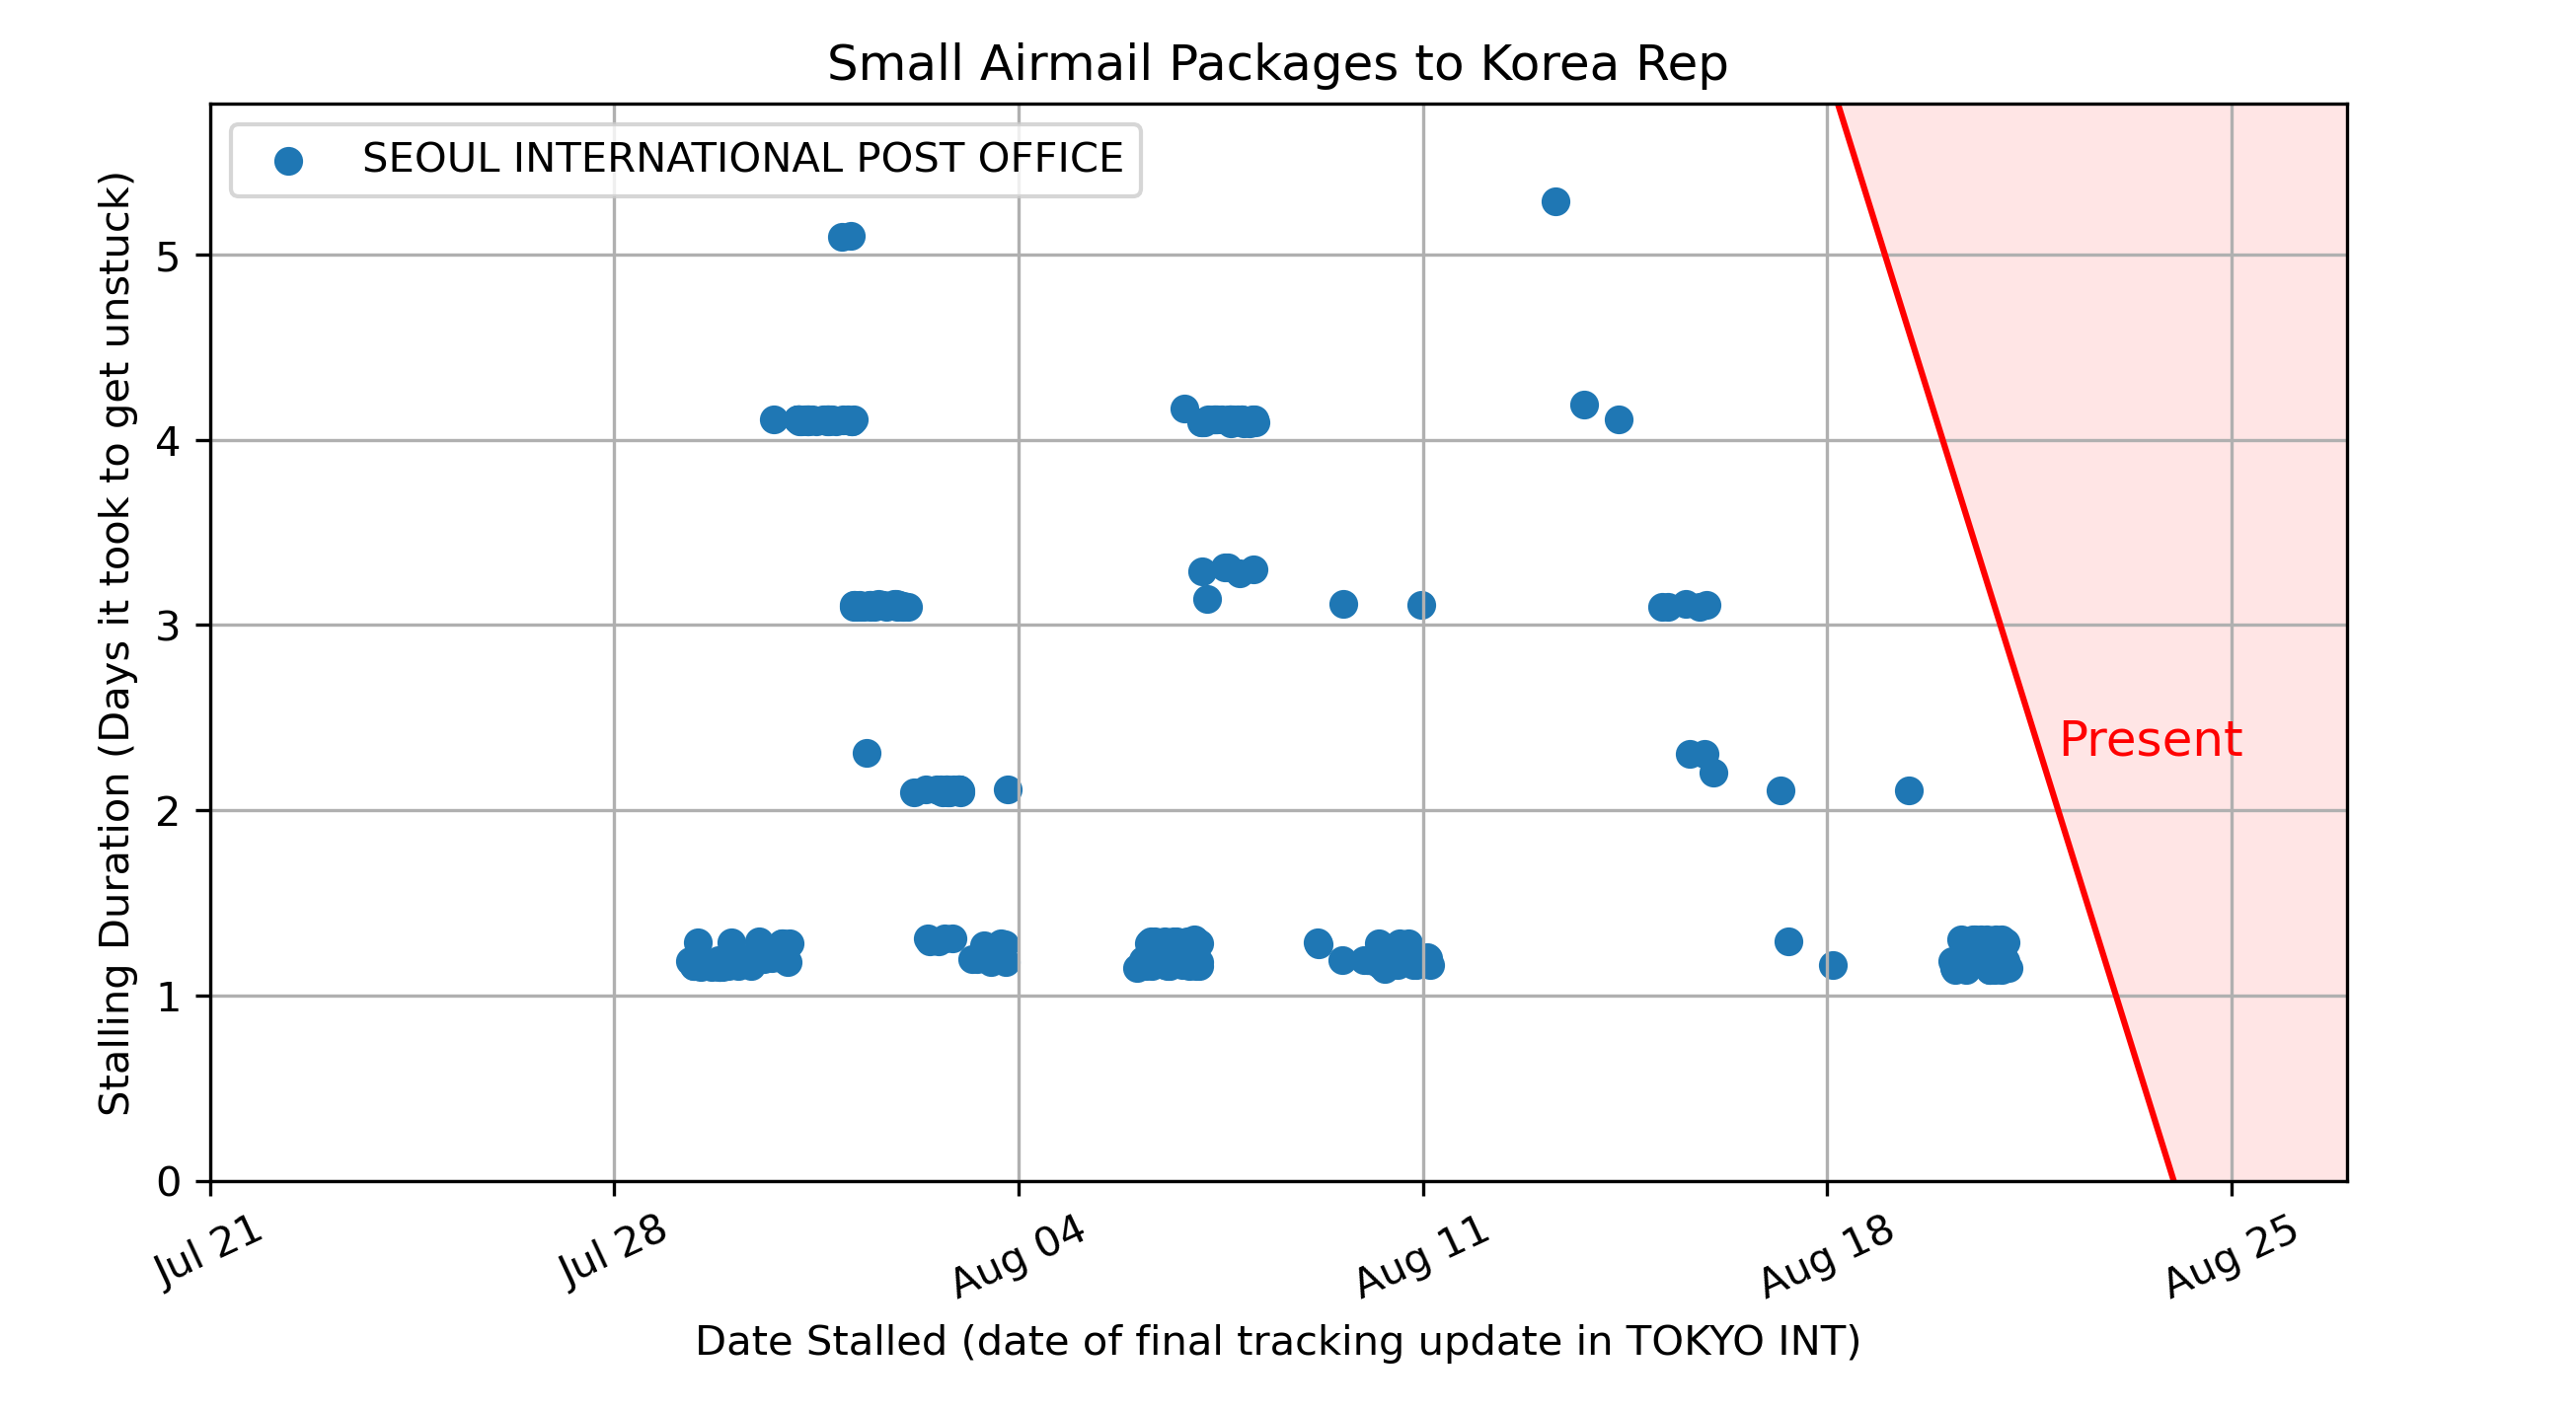 Small Airmail Packages to Korea Rep
SEOUL INTERNATIONAL POST OFFICE
Stalling Duration (Days it took to get unstuck)
5
4
3
2
1
0
Present
Jul 21
Jul 28
Aug 04
Aug 11
Aug 18
Aug 25
Date Stalled (date of final tracking update in TOKYO INT)